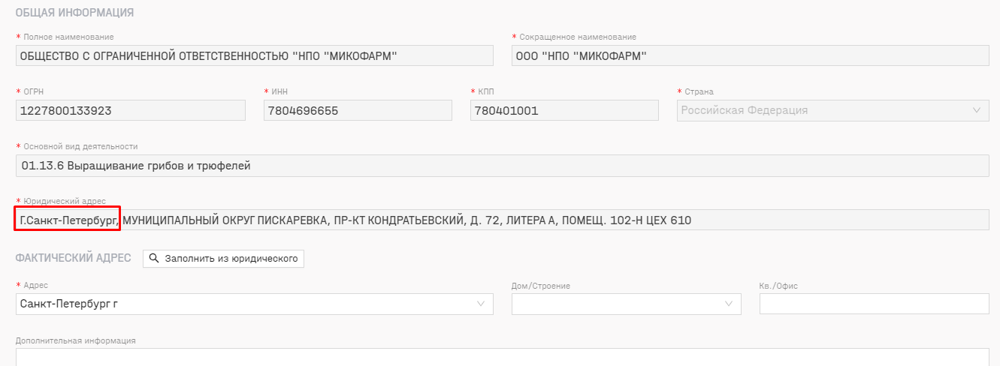 ОБЩАЯ ИНФОРМАЦИЯ
* Полное наименование * Сокращенное наименование
ОБЩЕСТВО С ОГРАНИЧЕННОЙ ОТВЕТСТВЕННОСТЬЮ "НПО "МИКОФАРМ" ООО "НПО "МИКОФАРМ"
* ОГРН * ИНН * КПП * Страна
1227800133923 7804696655 780401001 Российская Федерация
* Основной вид деятельности
01.13.6 Выращивание грибов и трюфелей
* Юридический адрес
Г.Санкт-Петербург, МУНИЦИПАЛЬНЫЙ ОКРУГ ПИСКАРЕВКА, ПР-КТ КОНДРАТЬЕВСКИЙ, Д. 72, ЛИТЕРА А, ПОМЕЩ. 102-Н ЦЕХ 610
ФАКТИЧЕСКИЙ АДРЕС Заполнить из юридического
* Адрес Дом/Строение Кв./Офис
Санкт-Петербург г
Дополнительная информация